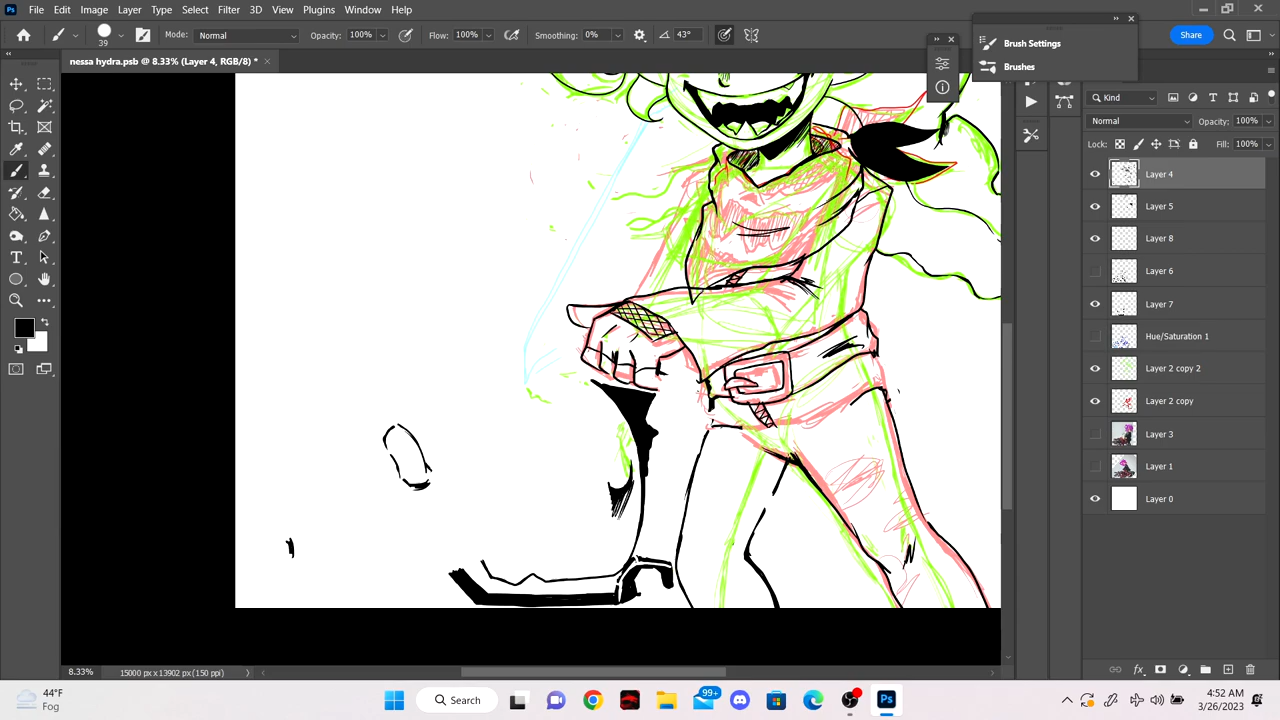 Ps File Edit Image Layer Type Select Filter 3D View Plugins Window Help
39 Mode: Normal Opacity: 100% Flow: 100% Smoothing: 0% 43° Share
nessa hydra.psb @ 8.33% (Layer 4, RGB/8) *
Brush Settings
Brushes
Kind
Normal Opacity: 100%
Lock: Fill: 100%
Layer 4
Layer 5
Layer 8
Layer 6
Layer 7
Hue/Saturation 1
Layer 2 copy 2
Layer 2 copy
Layer 3
Layer 1
Layer 0
fx
8.33% 15000 px x 13902 px (150 ppi)
44°F
Fog
Search
99+
Ps
4:52 AM
3/26/2023